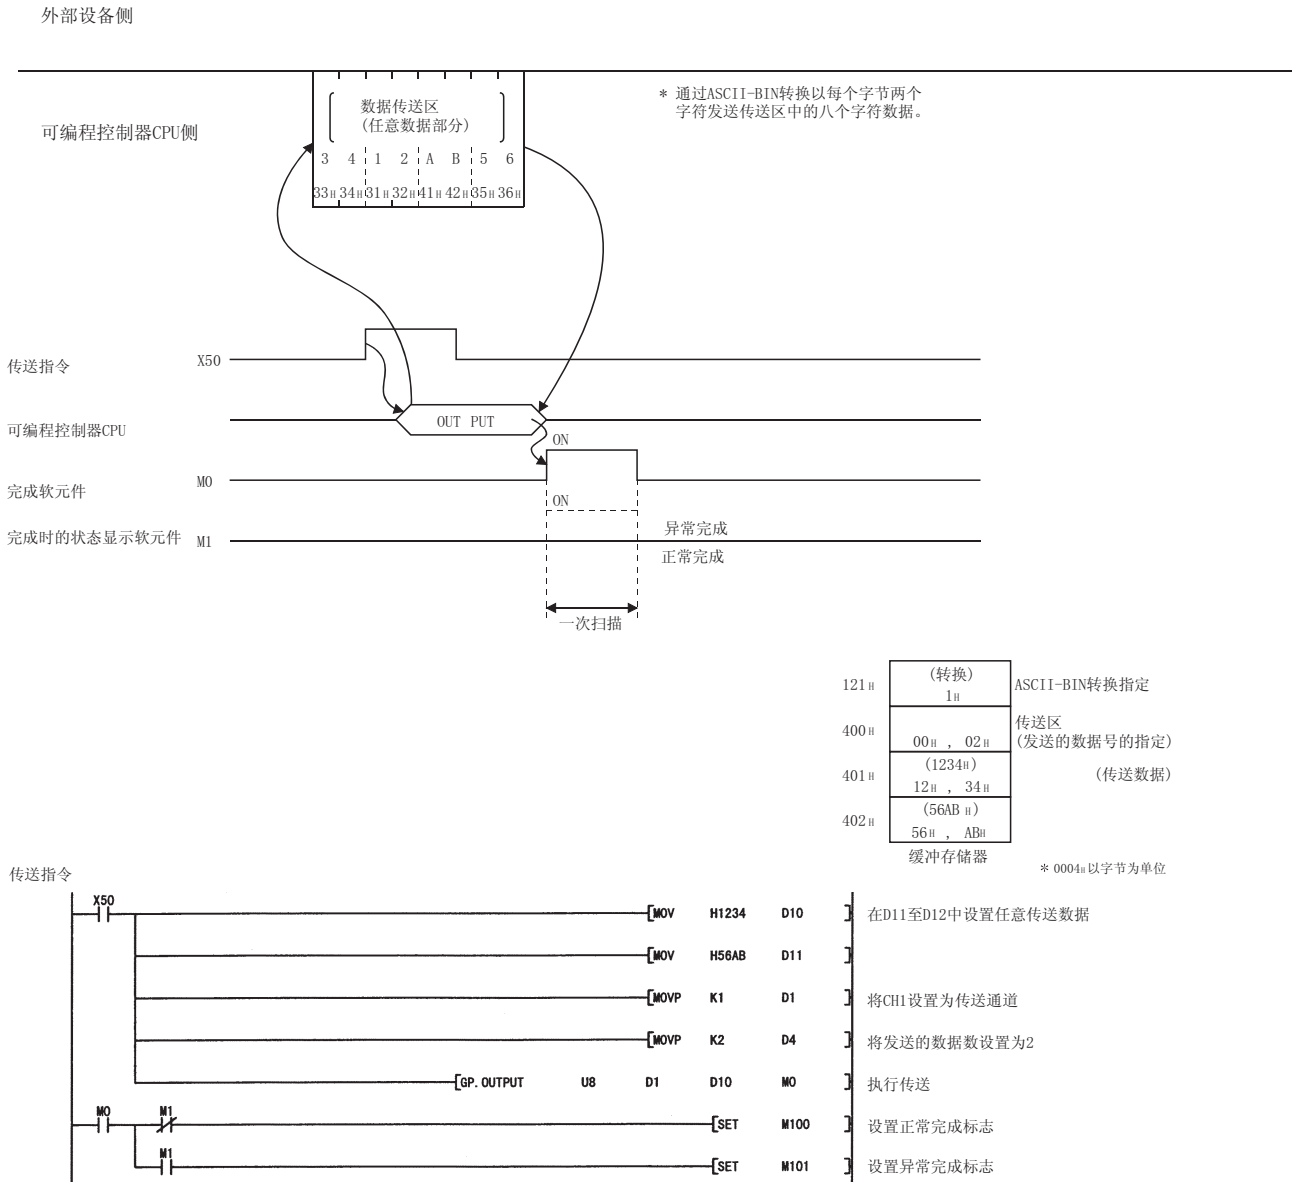 外部设备侧
* 通过ASCII-BIN转换以每个字节两个
字符发送传送区中的八个字符数据。
数据传送区
(任意数据部分)
可编程控制器CPU侧
3 4 1 2 A B 5 6
33H 34H 31H 32H 41H 42H 35H 36H
传送指令 X50
可编程控制器CPU OUT PUT
ON
完成软元件 M0
ON
异常完成
完成时的状态显示软元件 M1
正常完成
一次扫描
(转换)
121H 1H ASCII-BIN转换指定
传送区
400H 00H , 02H (发送的数据号的指定)
(1234H)
401H 12H , 34H (传送数据)
(56AB H)
402H 56H , ABH
缓冲存储器
* 0004H以字节为单位
传送指令
X50
MOV H1234 D10 在D11至D12中设置任意传送数据
MOV H56AB D11
MOVP K1 D1 将CH1设置为传送通道
MOVP K2 D4 将发送的数据数设置为2
GP.OUTPUT U8 D1 D10 M0 执行传送
M0 M1
SET M100 设置正常完成标志
M1
SET M101 设置异常完成标志